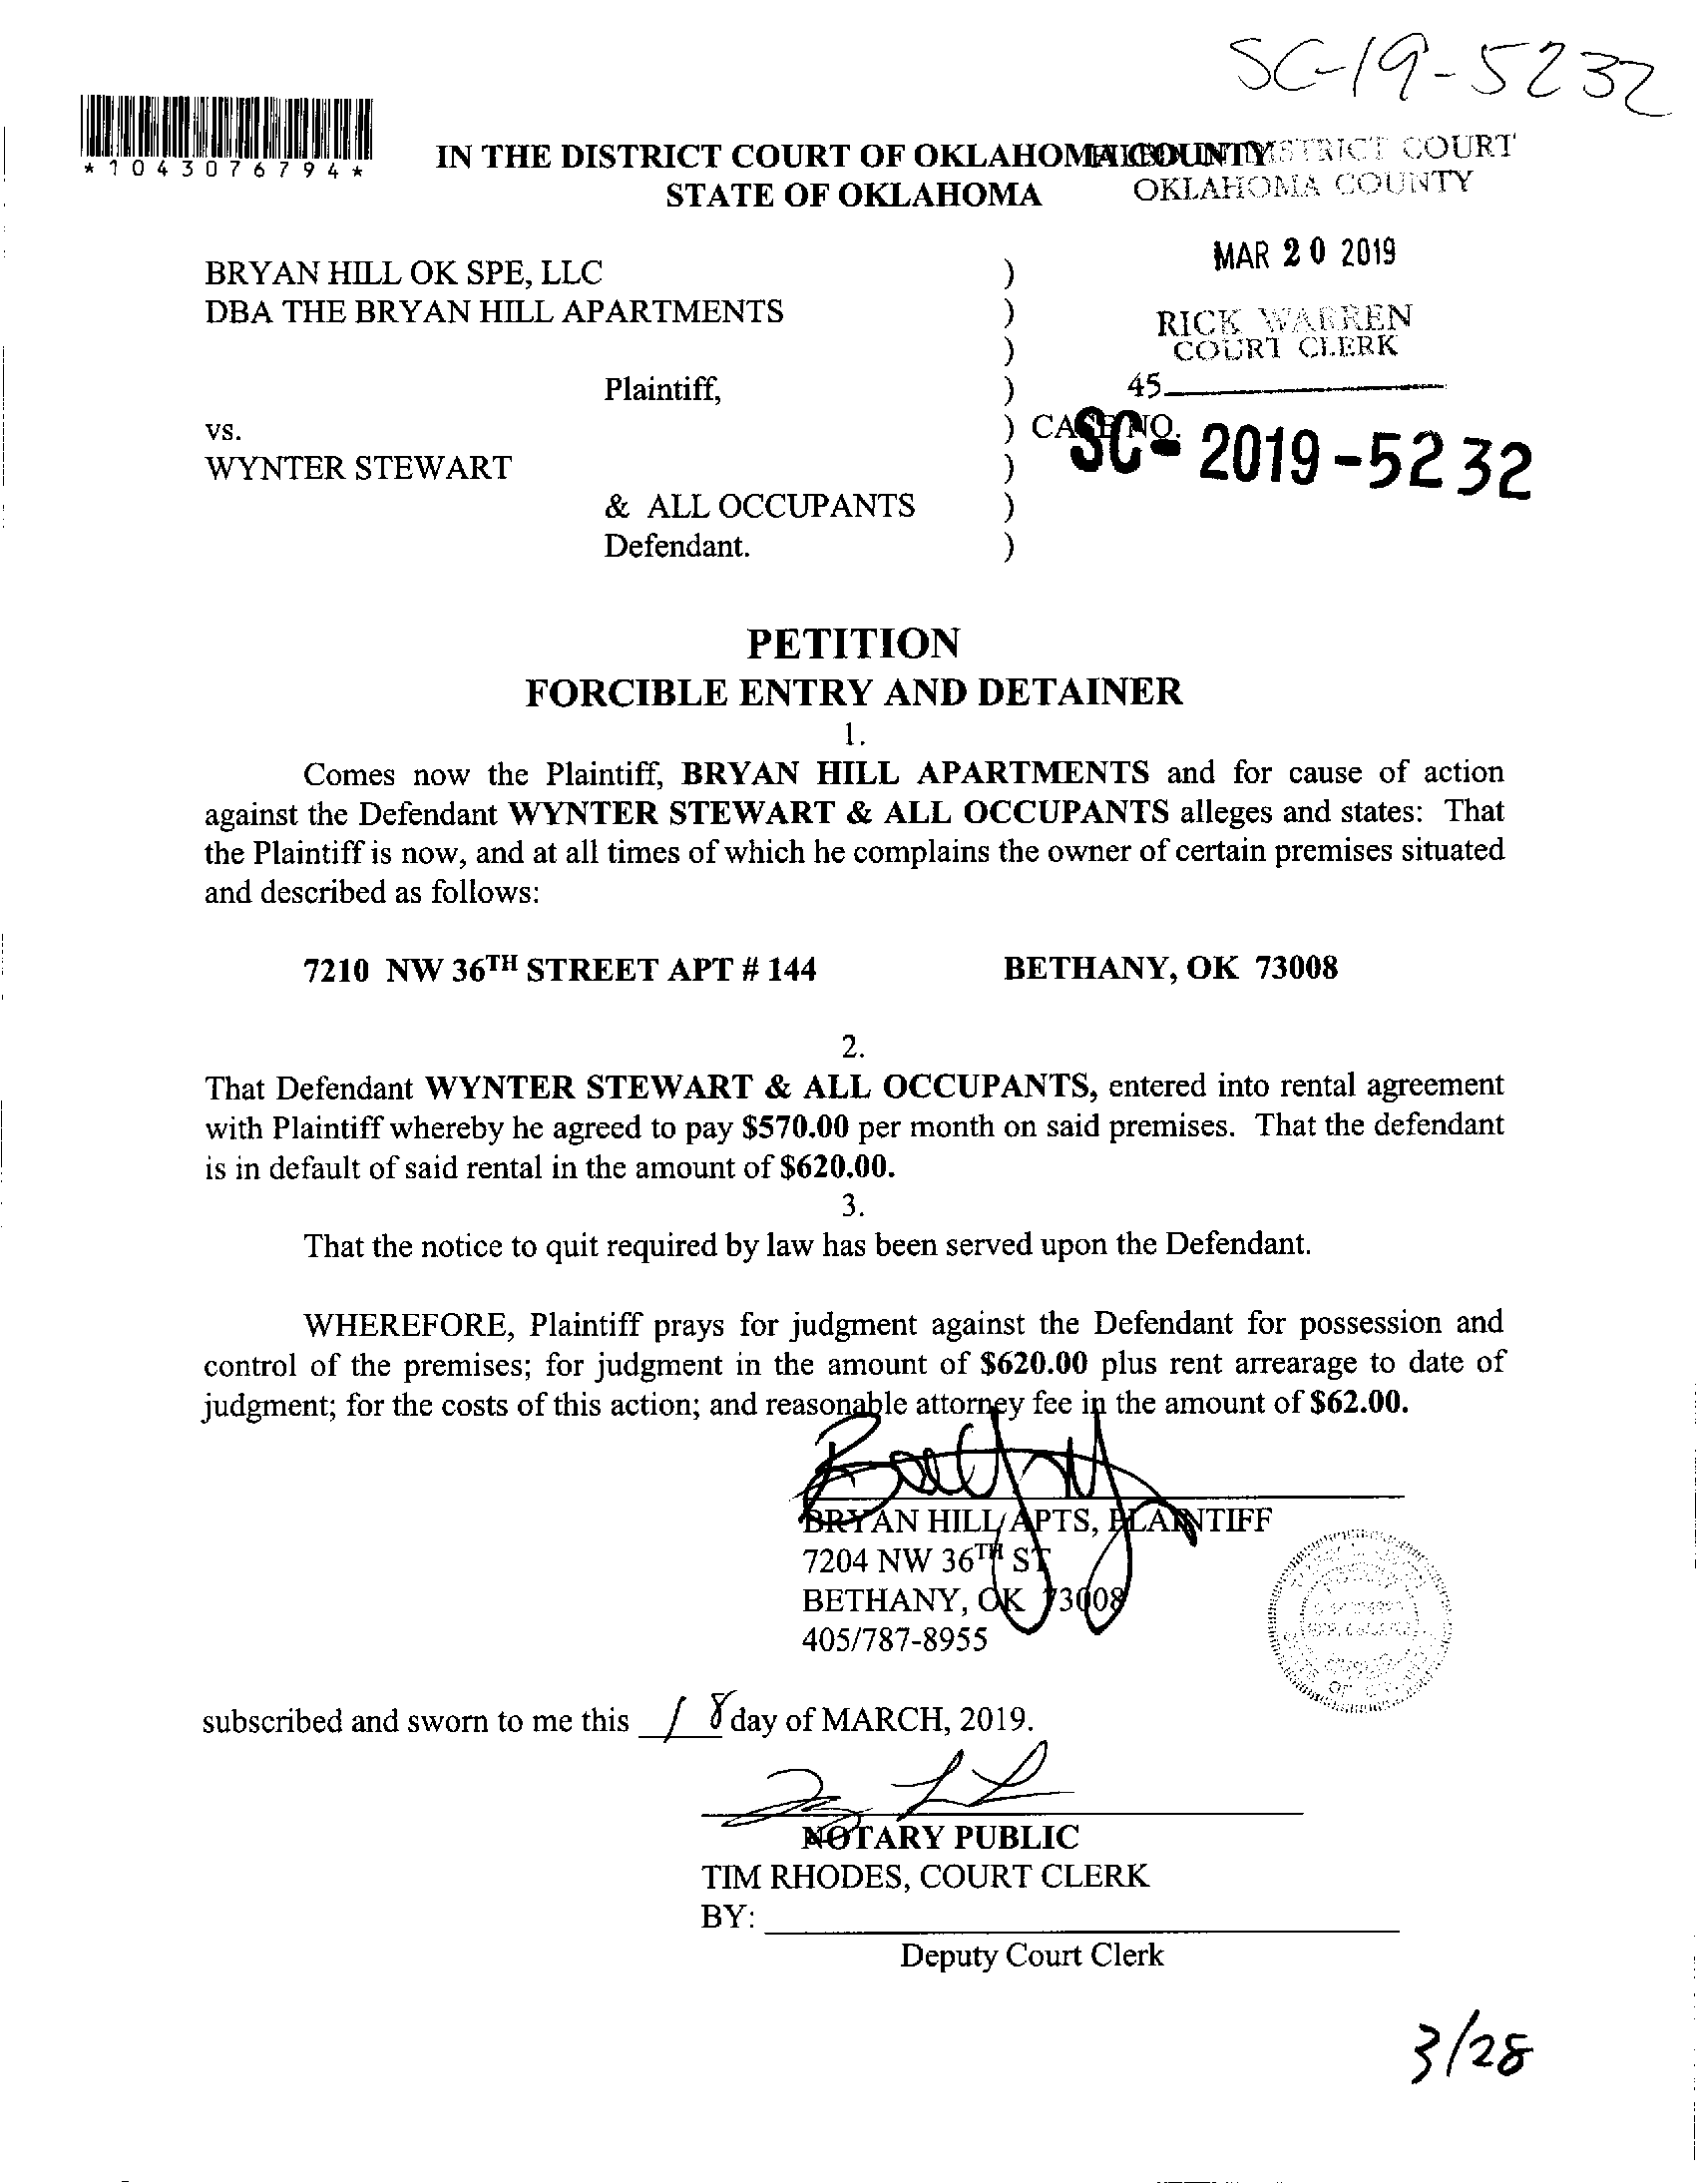 SC-19-5232
*1043076794*
IN THE DISTRICT COURT OF OKLAHOMA COUNTY DISTRICT COURT
STATE OF OKLAHOMA OKLAHOMA COUNTY
MAR 20 2019
BRYAN HILL OK SPE, LLC )
DBA THE BRYAN HILL APARTMENTS )
RICK WARREN
) COURT CLERK
Plaintiff, ) 45
vs. ) CASE NO. SC-2019-5232
WYNTER STEWART )
& ALL OCCUPANTS )
Defendant. )
PETITION
FORCIBLE ENTRY AND DETAINER
1.
Comes now the Plaintiff, BRYAN HILL APARTMENTS and for cause of action
against the Defendant WYNTER STEWART & ALL OCCUPANTS alleges and states: That
the Plaintiff is now, and at all times of which he complains the owner of certain premises situated
and described as follows:
7210 NW 36TH STREET APT # 144 BETHANY, OK 73008
2.
That Defendant WYNTER STEWART & ALL OCCUPANTS, entered into rental agreement
with Plaintiff whereby he agreed to pay $570.00 per month on said premises. That the defendant
is in default of said rental in the amount of $620.00.
3.
That the notice to quit required by law has been served upon the Defendant.
WHEREFORE, Plaintiff prays for judgment against the Defendant for possession and
control of the premises; for judgment in the amount of $620.00 plus rent arrearage to date of
judgment; for the costs of this action; and reasonable attorney fee in the amount of $62.00.
BRYAN HILL APTS, PLAINTIFF
7204 NW 36TH ST
BETHANY, OK 73008
405/787-8955
subscribed and sworn to me this 18 day of MARCH, 2019.
NOTARY PUBLIC
TIM RHODES, COURT CLERK
BY:
Deputy Court Clerk
3/28